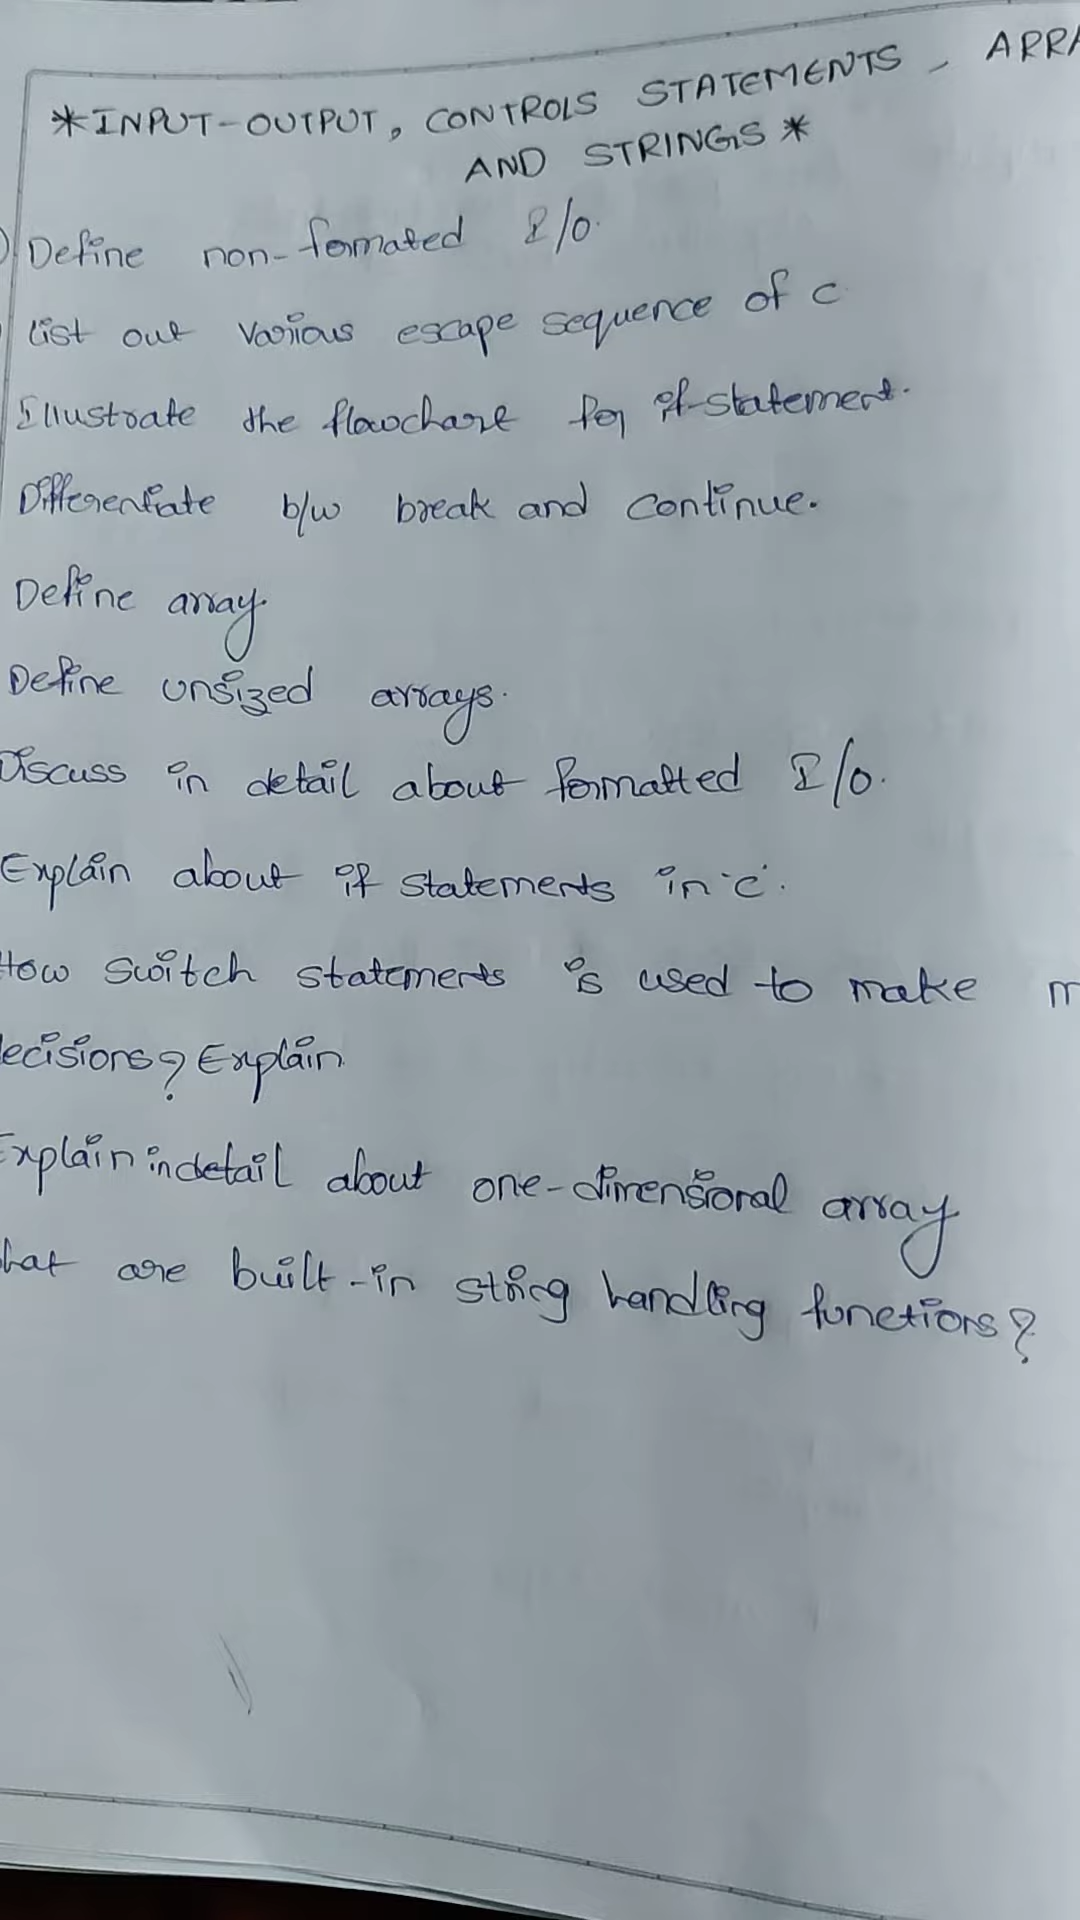 *INPUT-OUTPUT, CONTROLS STATEMENTS, ARRA
AND STRINGS *
Define non-formated I/O.
list out various escape sequence of c
Illustrate the flowchart for if-statement.
Differentiate b/w break and continue.
Define array.
Define unsized arrays.
Discuss in detail about formatted I/O.
Explain about if statements in 'c'.
How switch statements is used to make m
ecisions? Explain.
Explain indetail about one-dimensional array
hat are built-in string handling functions?